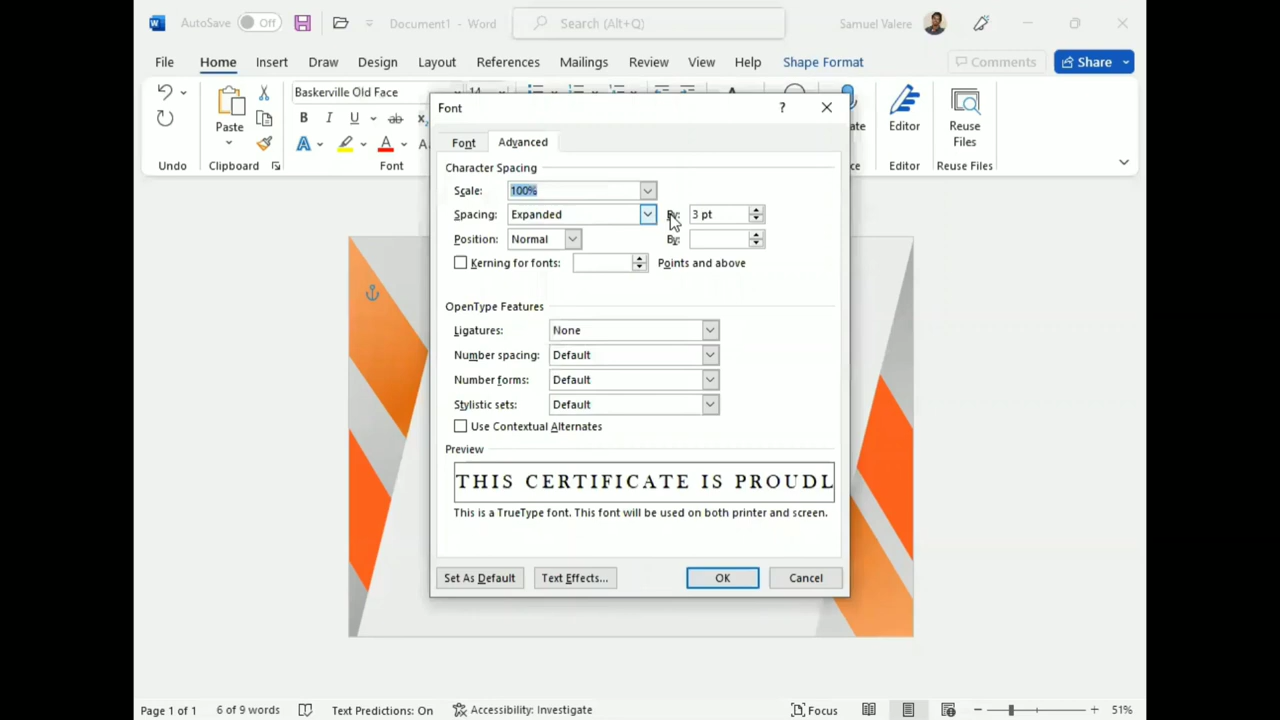 AutoSave Off Document1 - Word Search (Alt+Q) Samuel Valere
File Home Insert Draw Design Layout References Mailings Review View Help Shape Format Comments Share
Baskerville Old Face 14
Paste
B I U ab
A A
Undo Clipboard Font
Editor
Reuse Files
Editor Reuse Files
Font ? 
Font Advanced
Character Spacing
Scale: 100%
Spacing: Expanded By: 3 pt
Position: Normal By:
Kerning for fonts: Points and above
OpenType Features
Ligatures: None
Number spacing: Default
Number forms: Default
Stylistic sets: Default
Use Contextual Alternates
Preview
THIS CERTIFICATE IS PROUDL
This is a TrueType font. This font will be used on both printer and screen.
Set As Default Text Effects... OK Cancel
Page 1 of 1 6 of 9 words Text Predictions: On Accessibility: Investigate Focus 51%